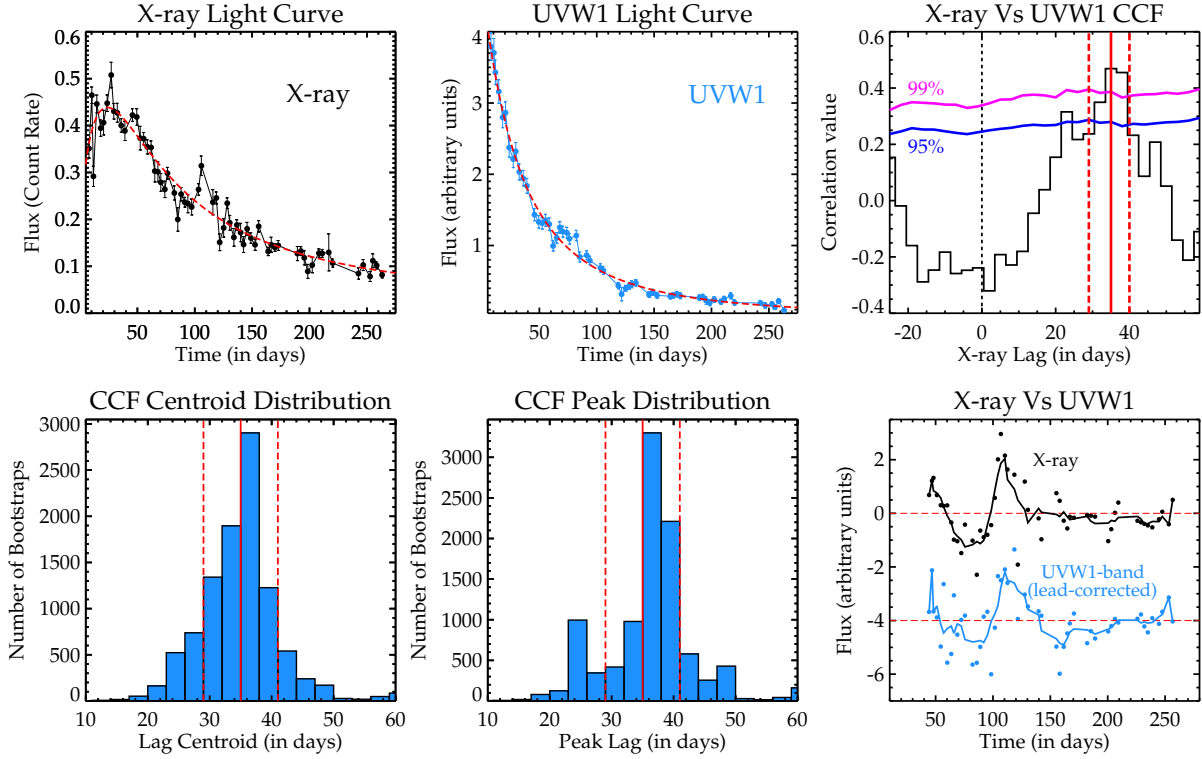 X-ray Light Curve
UVW1 Light Curve
X-ray Vs UVW1 CCF
0.6
0.5
0.4
0.3
0.2
0.1
0.0
Flux (Count Rate)
X-ray
50 100 150 200 250
Time (in days)
4
3
2
1
Flux (arbitrary units)
UVW1
50 100 150 200 250
Time (in days)
0.6
0.4
0.2
0.0
-0.2
-0.4
Correlation value
99%
95%
-20 0 20 40
X-ray Lag (in days)
CCF Centroid Distribution
CCF Peak Distribution
X-ray Vs UVW1
3000
2500
2000
1500
1000
500
0
Number of Bootstraps
10 20 30 40 50 60
Lag Centroid (in days)
3000
2500
2000
1500
1000
500
0
Number of Bootstraps
10 20 30 40 50 60
Peak Lag (in days)
2
0
-2
-4
-6
Flux (arbitrary units)
X-ray
UVW1-band
(lead-corrected)
50 100 150 200 250
Time (in days)